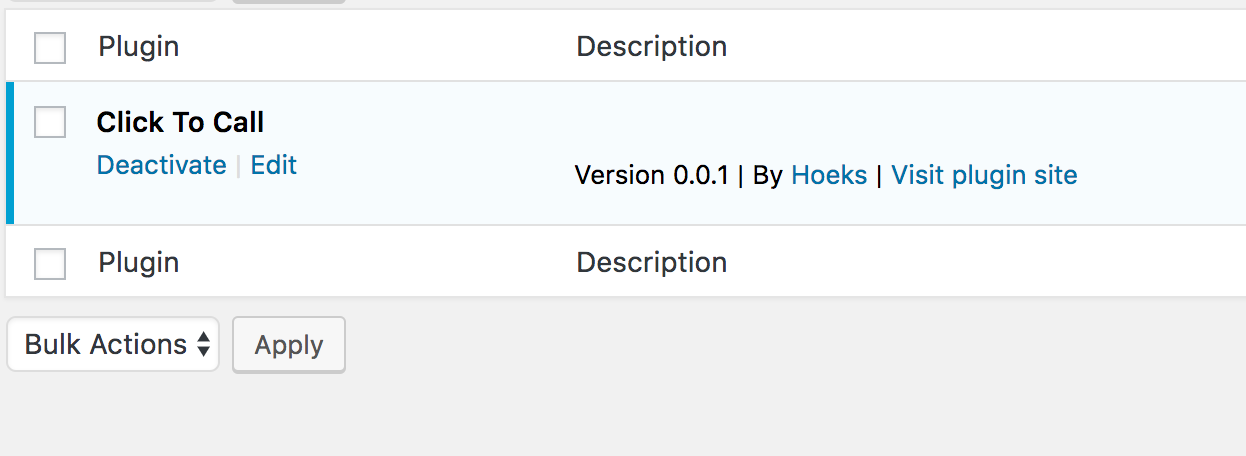 Plugin Description
Click To Call
Deactivate | Edit
Version 0.0.1 | By Hoeks | Visit plugin site
Plugin Description
Bulk Actions Apply